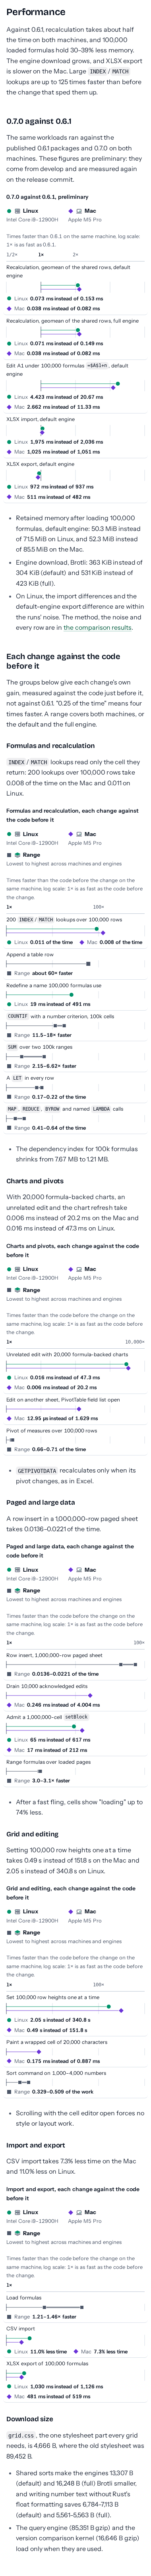 Performance
Against 0.6.1, recalculation takes about half
the time on both machines, and 100,000
loaded formulas hold 30–39% less memory.
The engine download grows, and XLSX export
is slower on the Mac. Large INDEX / MATCH
lookups are up to 125 times faster than before
the change that sped them up.
0.7.0 against 0.6.1
The same workloads ran against the
published 0.6.1 packages and 0.7.0 on both
machines. These figures are preliminary: they
come from develop and are measured again
on the release commit.
0.7.0 against 0.6.1, preliminary
Linux
Intel Core i9-12900H
Mac
Apple M5 Pro
Times faster than 0.6.1 on the same machine, log scale:
1× is as fast as 0.6.1.
1/2× 1× 2×
Recalculation, geomean of the shared rows, default
engine
Linux 0.073 ms instead of 0.153 ms
Mac 0.038 ms instead of 0.082 ms
Recalculation, geomean of the shared rows, full engine
Linux 0.071 ms instead of 0.149 ms
Mac 0.038 ms instead of 0.082 ms
Edit A1 under 100,000 formulas =$A$1+n, default
engine
Linux 4.423 ms instead of 20.67 ms
Mac 2.662 ms instead of 11.33 ms
XLSX import, default engine
Linux 1,975 ms instead of 2,036 ms
Mac 1,025 ms instead of 1,051 ms
XLSX export, default engine
Linux 972 ms instead of 937 ms
Mac 511 ms instead of 482 ms
Retained memory after loading 100,000
formulas, default engine: 50.3 MB instead
of 71.5 MB on Linux, and 52.3 MB instead of
85.5 MB on the Mac.
Engine download, Brotli: 363 KiB instead of
304 KiB (default) and 531 KiB instead of
423 KiB (full).
On Linux, the import differences and the
default-engine export difference are within
the runs' noise. The method, the noise and
every row are in the comparison results.
Each change against the code
before it
The groups below give each change's own
gain, measured against the code just before it,
not against 0.6.1. "0.25 of the time" means four
times faster. A range covers both machines, or
the default and the full engine.
Formulas and recalculation
INDEX / MATCH lookups read only the cell they
return: 200 lookups over 100,000 rows take
0.008 of the time on the Mac and 0.011 on
Linux.
Formulas and recalculation, each change against
the code before it
Linux
Intel Core i9-12900H
Mac
Apple M5 Pro
Range
Lowest to highest across machines and engines
Times faster than the code before the change on the
same machine, log scale: 1× is as fast as the code before
the change.
1× 100×
200 INDEX / MATCH lookups over 100,000 rows
Linux 0.011 of the time Mac 0.008 of the time
Append a table row
Range about 60× faster
Redefine a name 100,000 formulas use
Linux 19 ms instead of 491 ms
COUNTIF with a number criterion, 100k cells
Range 11.5–18× faster
SUM over two 100k ranges
Range 2.15–6.62× faster
A LET in every row
Range 0.17–0.22 of the time
MAP, REDUCE, BYROW and named LAMBDA calls
Range 0.41–0.64 of the time
The dependency index for 100k formulas
shrinks from 7.67 MB to 1.21 MB.
Charts and pivots
With 20,000 formula-backed charts, an
unrelated edit and the chart refresh take
0.006 ms instead of 20.2 ms on the Mac and
0.016 ms instead of 47.3 ms on Linux.
Charts and pivots, each change against the code
before it
Linux
Intel Core i9-12900H
Mac
Apple M5 Pro
Range
Lowest to highest across machines and engines
Times faster than the code before the change on the
same machine, log scale: 1× is as fast as the code before
the change.
1× 10,000×
Unrelated edit with 20,000 formula-backed charts
Linux 0.016 ms instead of 47.3 ms
Mac 0.006 ms instead of 20.2 ms
Edit on another sheet, PivotTable field list open
Mac 12.95 µs instead of 1.629 ms
Pivot of measures over 100,000 rows
Range 0.66–0.71 of the time
GETPIVOTDATA recalculates only when its
pivot changes, as in Excel.
Paged and large data
A row insert in a 1,000,000-row paged sheet
takes 0.0136–0.0221 of the time.
Paged and large data, each change against the
code before it
Linux
Intel Core i9-12900H
Mac
Apple M5 Pro
Range
Lowest to highest across machines and engines
Times faster than the code before the change on the
same machine, log scale: 1× is as fast as the code before
the change.
1× 100×
Row insert, 1,000,000-row paged sheet
Range 0.0136–0.0221 of the time
Drain 10,000 acknowledged edits
Mac 0.246 ms instead of 4.004 ms
Admit a 1,000,000-cell setBlock
Linux 65 ms instead of 617 ms
Mac 17 ms instead of 212 ms
Range formulas over loaded pages
Range 3.0–3.1× faster
After a fast fling, cells show "loading" up to
74% less.
Grid and editing
Setting 100,000 row heights one at a time
takes 0.49 s instead of 151.8 s on the Mac and
2.05 s instead of 340.8 s on Linux.
Grid and editing, each change against the code
before it
Linux
Intel Core i9-12900H
Mac
Apple M5 Pro
Range
Lowest to highest across machines and engines
Times faster than the code before the change on the
same machine, log scale: 1× is as fast as the code before
the change.
1× 100×
Set 100,000 row heights one at a time
Linux 2.05 s instead of 340.8 s
Mac 0.49 s instead of 151.8 s
Paint a wrapped cell of 20,000 characters
Mac 0.175 ms instead of 0.887 ms
Sort command on 1,000–4,000 numbers
Range 0.329–0.509 of the work
Scrolling with the cell editor open forces no
style or layout work.
Import and export
CSV import takes 7.3% less time on the Mac
and 11.0% less on Linux.
Import and export, each change against the code
before it
Linux
Intel Core i9-12900H
Mac
Apple M5 Pro
Range
Lowest to highest across machines and engines
Times faster than the code before the change on the
same machine, log scale: 1× is as fast as the code before
the change.
1×
Load formulas
Range 1.21–1.46× faster
CSV import
Linux 11.0% less time Mac 7.3% less time
XLSX export of 100,000 formulas
Linux 1,030 ms instead of 1,126 ms
Mac 481 ms instead of 519 ms
Download size
grid.css, the one stylesheet part every grid
needs, is 4,666 B, where the old stylesheet was
89,452 B.
Shared sorts make the engines 13,307 B
(default) and 16,248 B (full) Brotli smaller,
and writing number text without Rust's
float formatting saves 6,784–7,113 B
(default) and 5,561–5,563 B (full).
The query engine (85,351 B gzip) and the
version comparison kernel (16,646 B gzip)
load only when they are used.